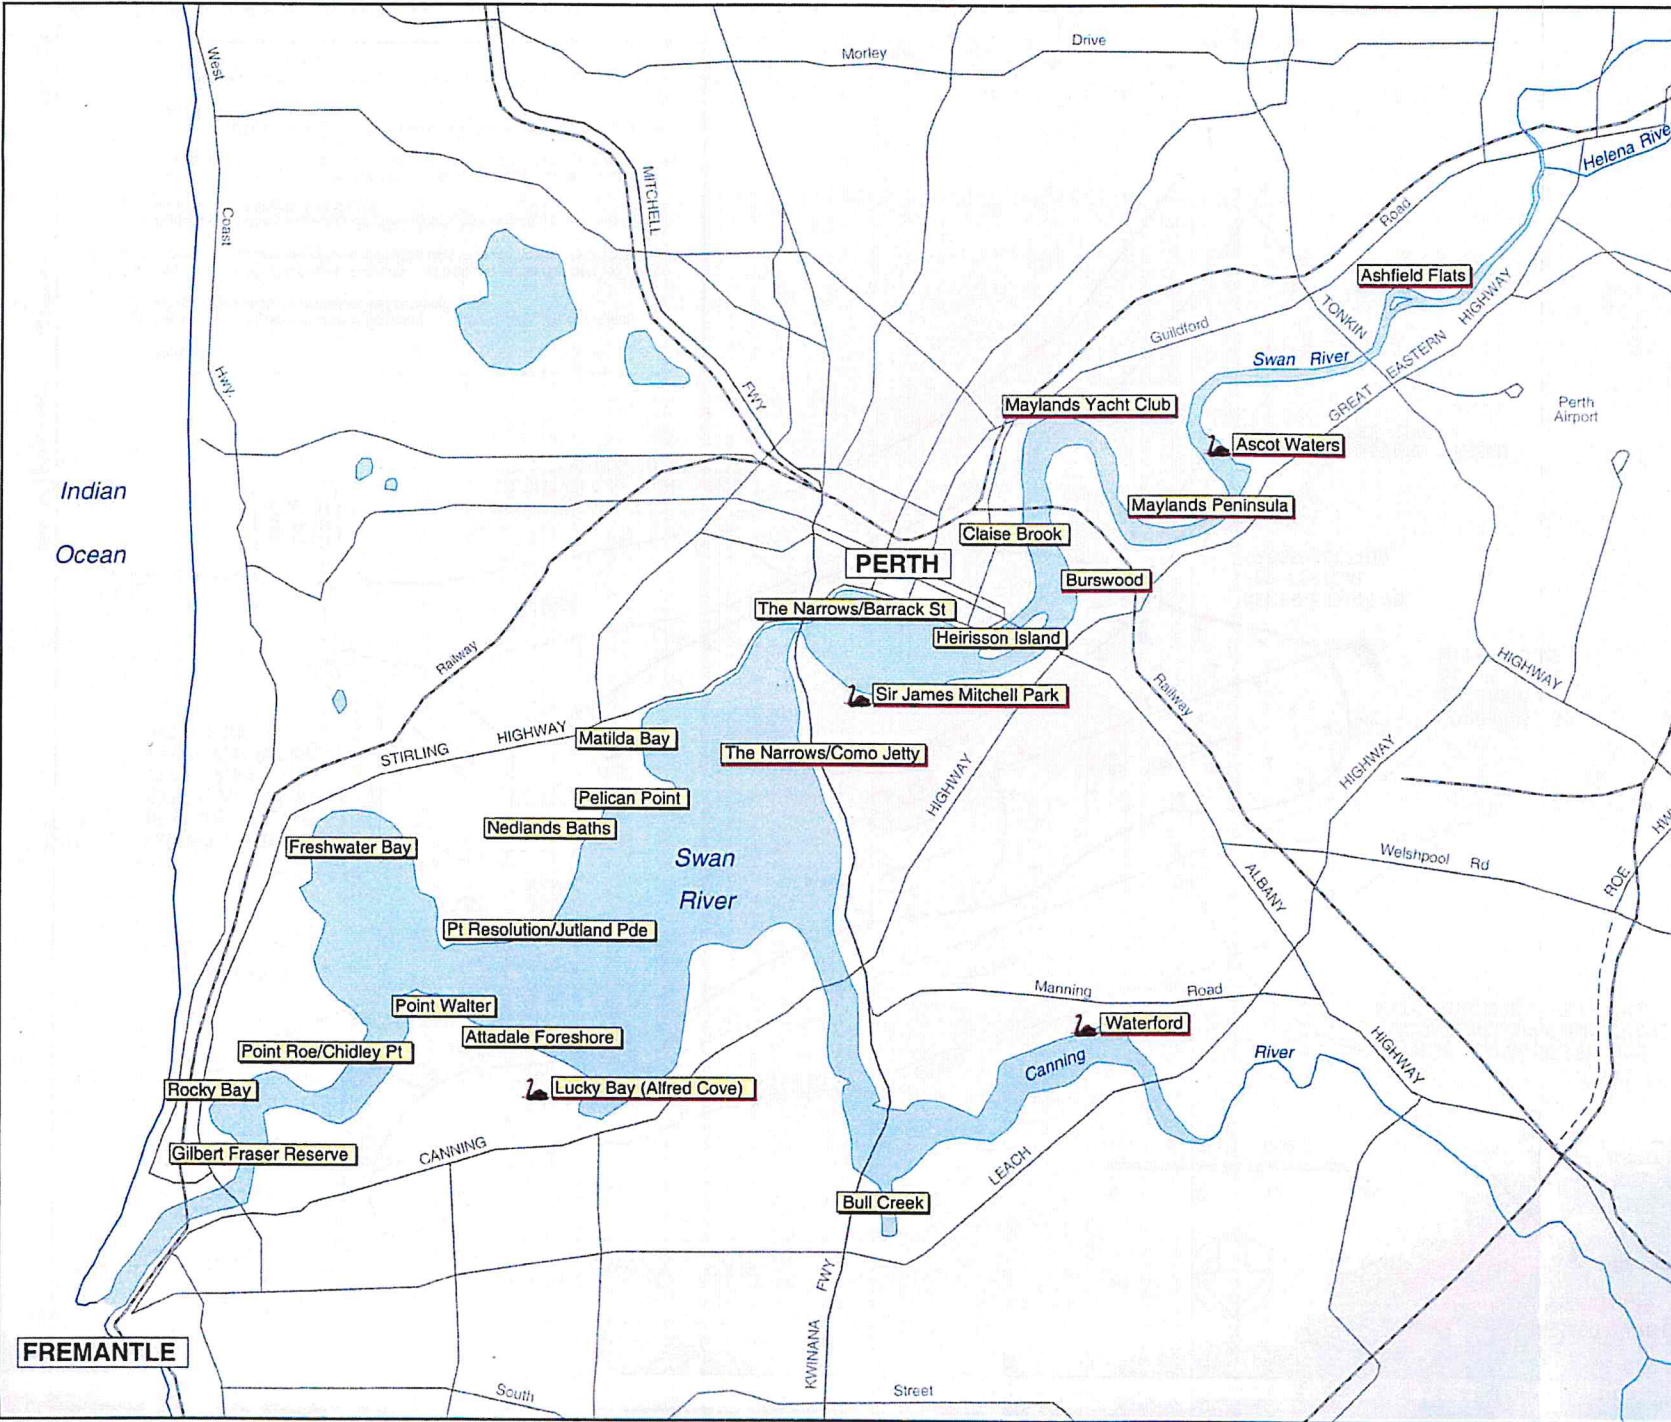 West
Coast
Hwy.
Morley
Drive
MITCHELL
FWY
Helena
Road
Ashfield Flats
TONKIN
HIGHWAY
Guildford
Swan River
GREAT EASTERN HIGHWAY
Perth
Airport
Maylands Yacht Club
Ascot Waters
Maylands Peninsula
Indian
Ocean
Claise Brook
PERTH
Burswood
The Narrows/Barrack St
Heirisson Island
Railway
Railway
Sir James Mitchell Park
HIGHWAY
STIRLING HIGHWAY
Matilda Bay
The Narrows/Como Jetty
HIGHWAY
HIGHWAY
Pelican Point
Nedlands Baths
Freshwater Bay
Swan
River
Welshpool Rd
ALBANY
ROE
Pt Resolution/Jutland Pde
Manning Road
Point Walter
Attadale Foreshore
Waterford
Point Roe/Chidley Pt
Canning River
Rocky Bay
Lucky Bay (Alfred Cove)
Gilbert Fraser Reserve
CANNING
LEACH
Bull Creek
FWY
KWINANA
FREMANTLE
South Street